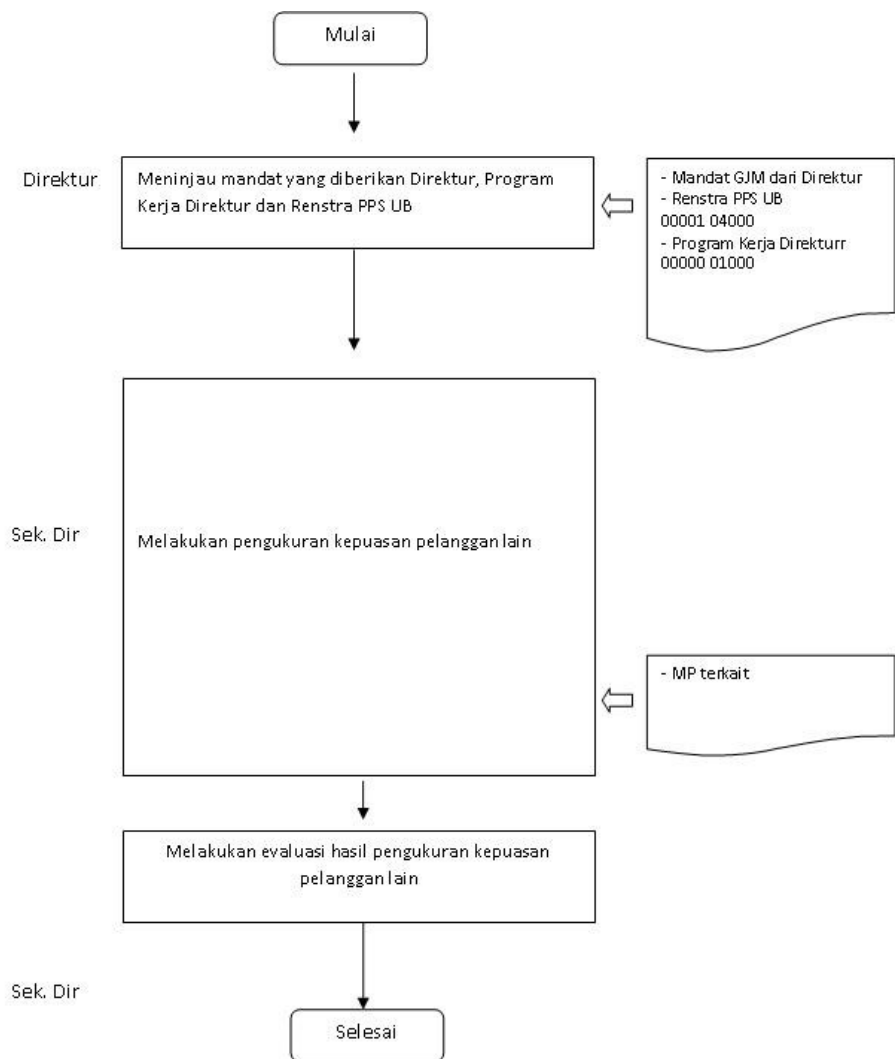 Mulai
Direktur
Meninjau mandat yang diberikan Direktur, Program
Kerja Direktur dan Renstra PPS UB
- Mandat GJM dari Direktur
- Renstra PPS UB
00001 04000
- Program Kerja Direkturr
00000 01000
Sek. Dir
Melakukan pengukuran kepuasan pelanggan lain
- MP terkait
Melakukan evaluasi hasil pengukuran kepuasan
pelanggan lain
Sek. Dir
Selesai